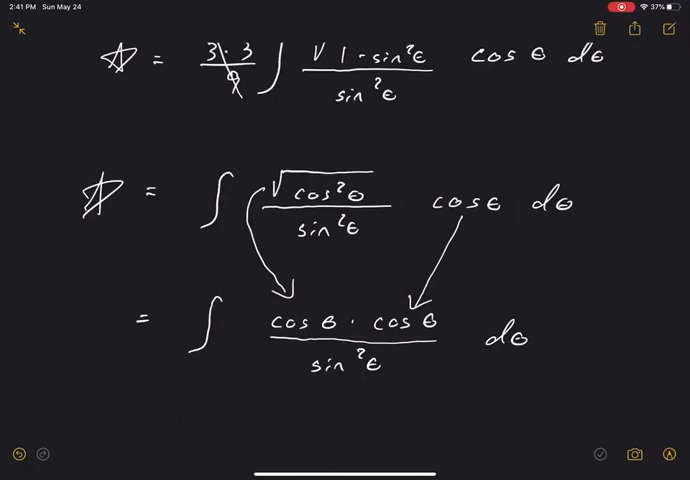 2:41 PM Sun May 24 37%
☆ = 3·3/9 ∫ √1 - sin²θ / sin²θ cos θ dθ
☆ = ∫ √cos²θ / sin²θ cosθ dθ
= ∫ cos θ · cos θ / sin²θ dθ